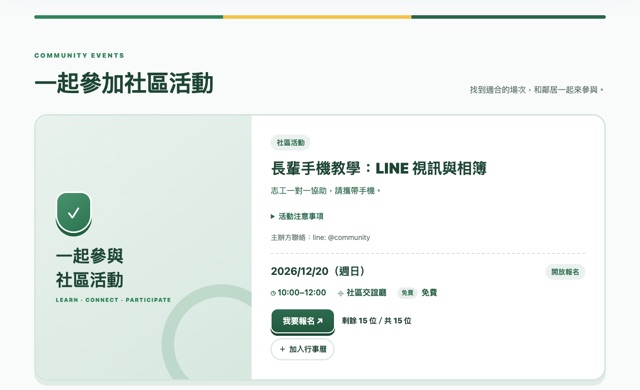 COMMUNITY EVENTS
一起參加社區活動
找到適合的場次，和鄰居一起來參與。
一起參與
社區活動
LEARN · CONNECT · PARTICIPATE
社區活動
長輩手機教學：LINE 視訊與相簿
志工一對一協助，請攜帶手機。
▶ 活動注意事項
主辦方聯絡：line: @community
2026/12/20（週日）
開放報名
10:00–12:00 社區交誼廳 免費 免費
我要報名 ↗ 剩餘 15 位 / 共 15 位
＋ 加入行事曆